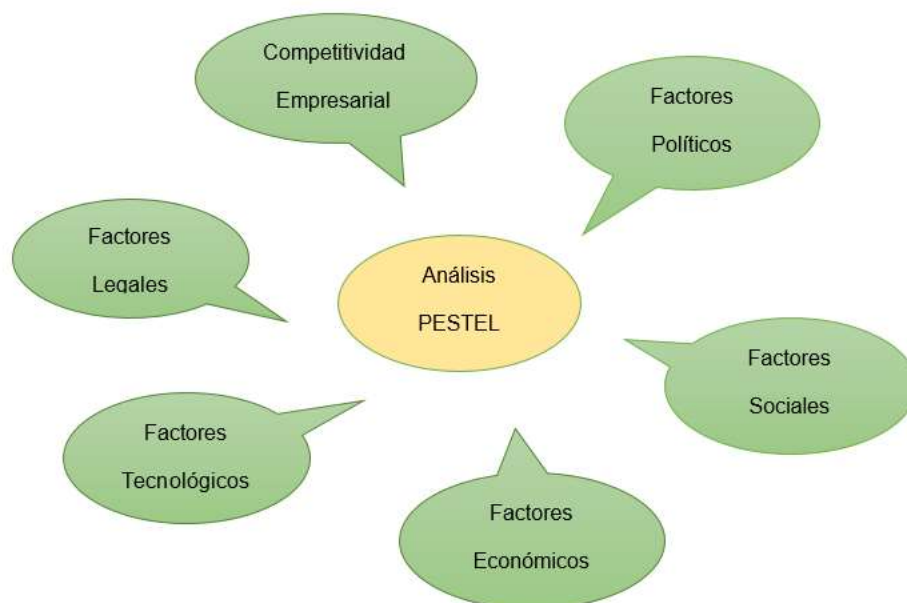 Competitividad
Empresarial
Factores
Políticos
Factores
Legales
Análisis
PESTEL
Factores
Sociales
Factores
Tecnológicos
Factores
Económicos